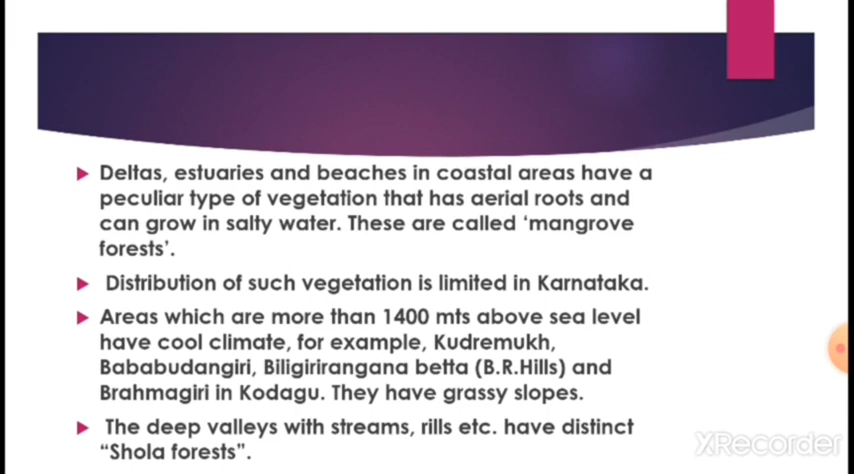 Deltas, estuaries and beaches in coastal areas have a
peculiar type of vegetation that has aerial roots and
can grow in salty water. These are called ‘mangrove
forests’.
Distribution of such vegetation is limited in Karnataka.
Areas which are more than 1400 mts above sea level
have cool climate, for example, Kudremukh,
Bababudangiri, Biligirirangana betta (B.R.Hills) and
Brahmagiri in Kodagu. They have grassy slopes.
The deep valleys with streams, rills etc. have distinct
“Shola forests”.
XRecorder